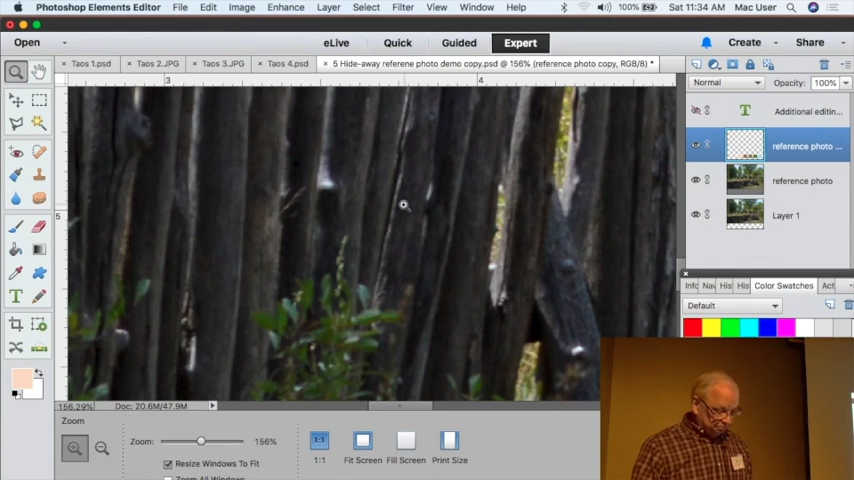 Photoshop Elements Editor File Edit Image Enhance Layer Select Filter View Window Help 100% Sat 11:34 AM Mac User
Open eLive Quick Guided Expert Create Share
× Taos 1.psd × Taos 2.JPG × Taos 3.JPG × Taos 4.psd × 5 Hide-away referene photo demo copy.psd @ 156% (reference photo copy, RGB/8) *
3 4
Normal Opacity: 100%
Additional editin...
reference photo ...
reference photo
5
Layer 1
Info Nav His His Color Swatches Act
Default
156.29% Doc: 20.6M/47.9M
Zoom
Zoom: 156%
1:1
1:1 Fit Screen Fill Screen Print Size
Resize Windows To Fit
Zoom All Windows